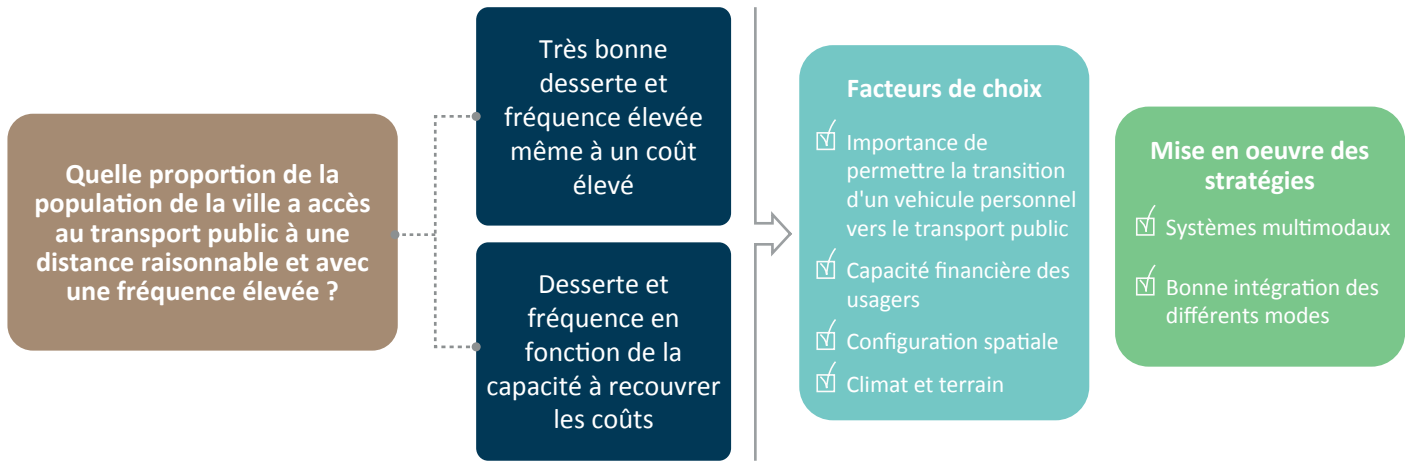 Quelle proportion de la
population de la ville a accès
au transport public à une
distance raisonnable et avec
une fréquence élevée ?
Très bonne
desserte et
fréquence élevée
même à un coût
élevé
Desserte et
fréquence en
fonction de la
capacité à recouvrer
les coûts
Facteurs de choix
Importance de
permettre la transition
d'un vehicule personnel
vers le transport public
Capacité financière des
usagers
Configuration spatiale
Climat et terrain
Mise en oeuvre des
stratégies
Systèmes multimodaux
Bonne intégration des
différents modes